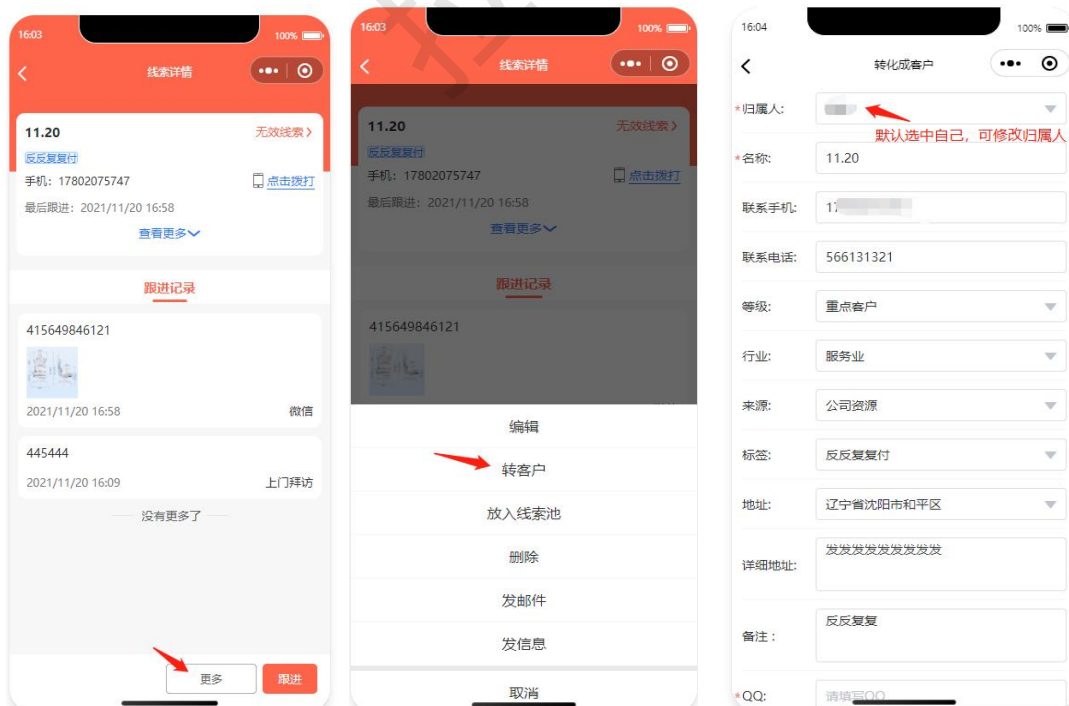 16:03
100%
线索详情
11.20
无效线索
反反复复付
手机：17802075747
点击拨打
最后跟进：2021/11/20 16:58
查看更多
跟进记录
415649846121
2021/11/20 16:58
微信
445444
2021/11/20 16:09
上门拜访
没有更多了
更多
跟进
16:03
100%
线索详情
11.20
无效线索
反反复复付
手机：17802075747
点击拨打
最后跟进：2021/11/20 16:58
查看更多
跟进记录
415649846121
编辑
转客户
放入线索池
删除
发邮件
发信息
取消
16:04
100%
转化成客户
*归属人:
默认选中自己，可修改归属人
*名称:
11.20
联系手机:
17
联系电话:
566131321
等级:
重点客户
行业:
服务业
来源:
公司资源
标签:
反反复复付
地址:
辽宁省沈阳市和平区
详细地址:
发发发发发发发发发
备注：
反反复复
*QQ:
请填写QQ